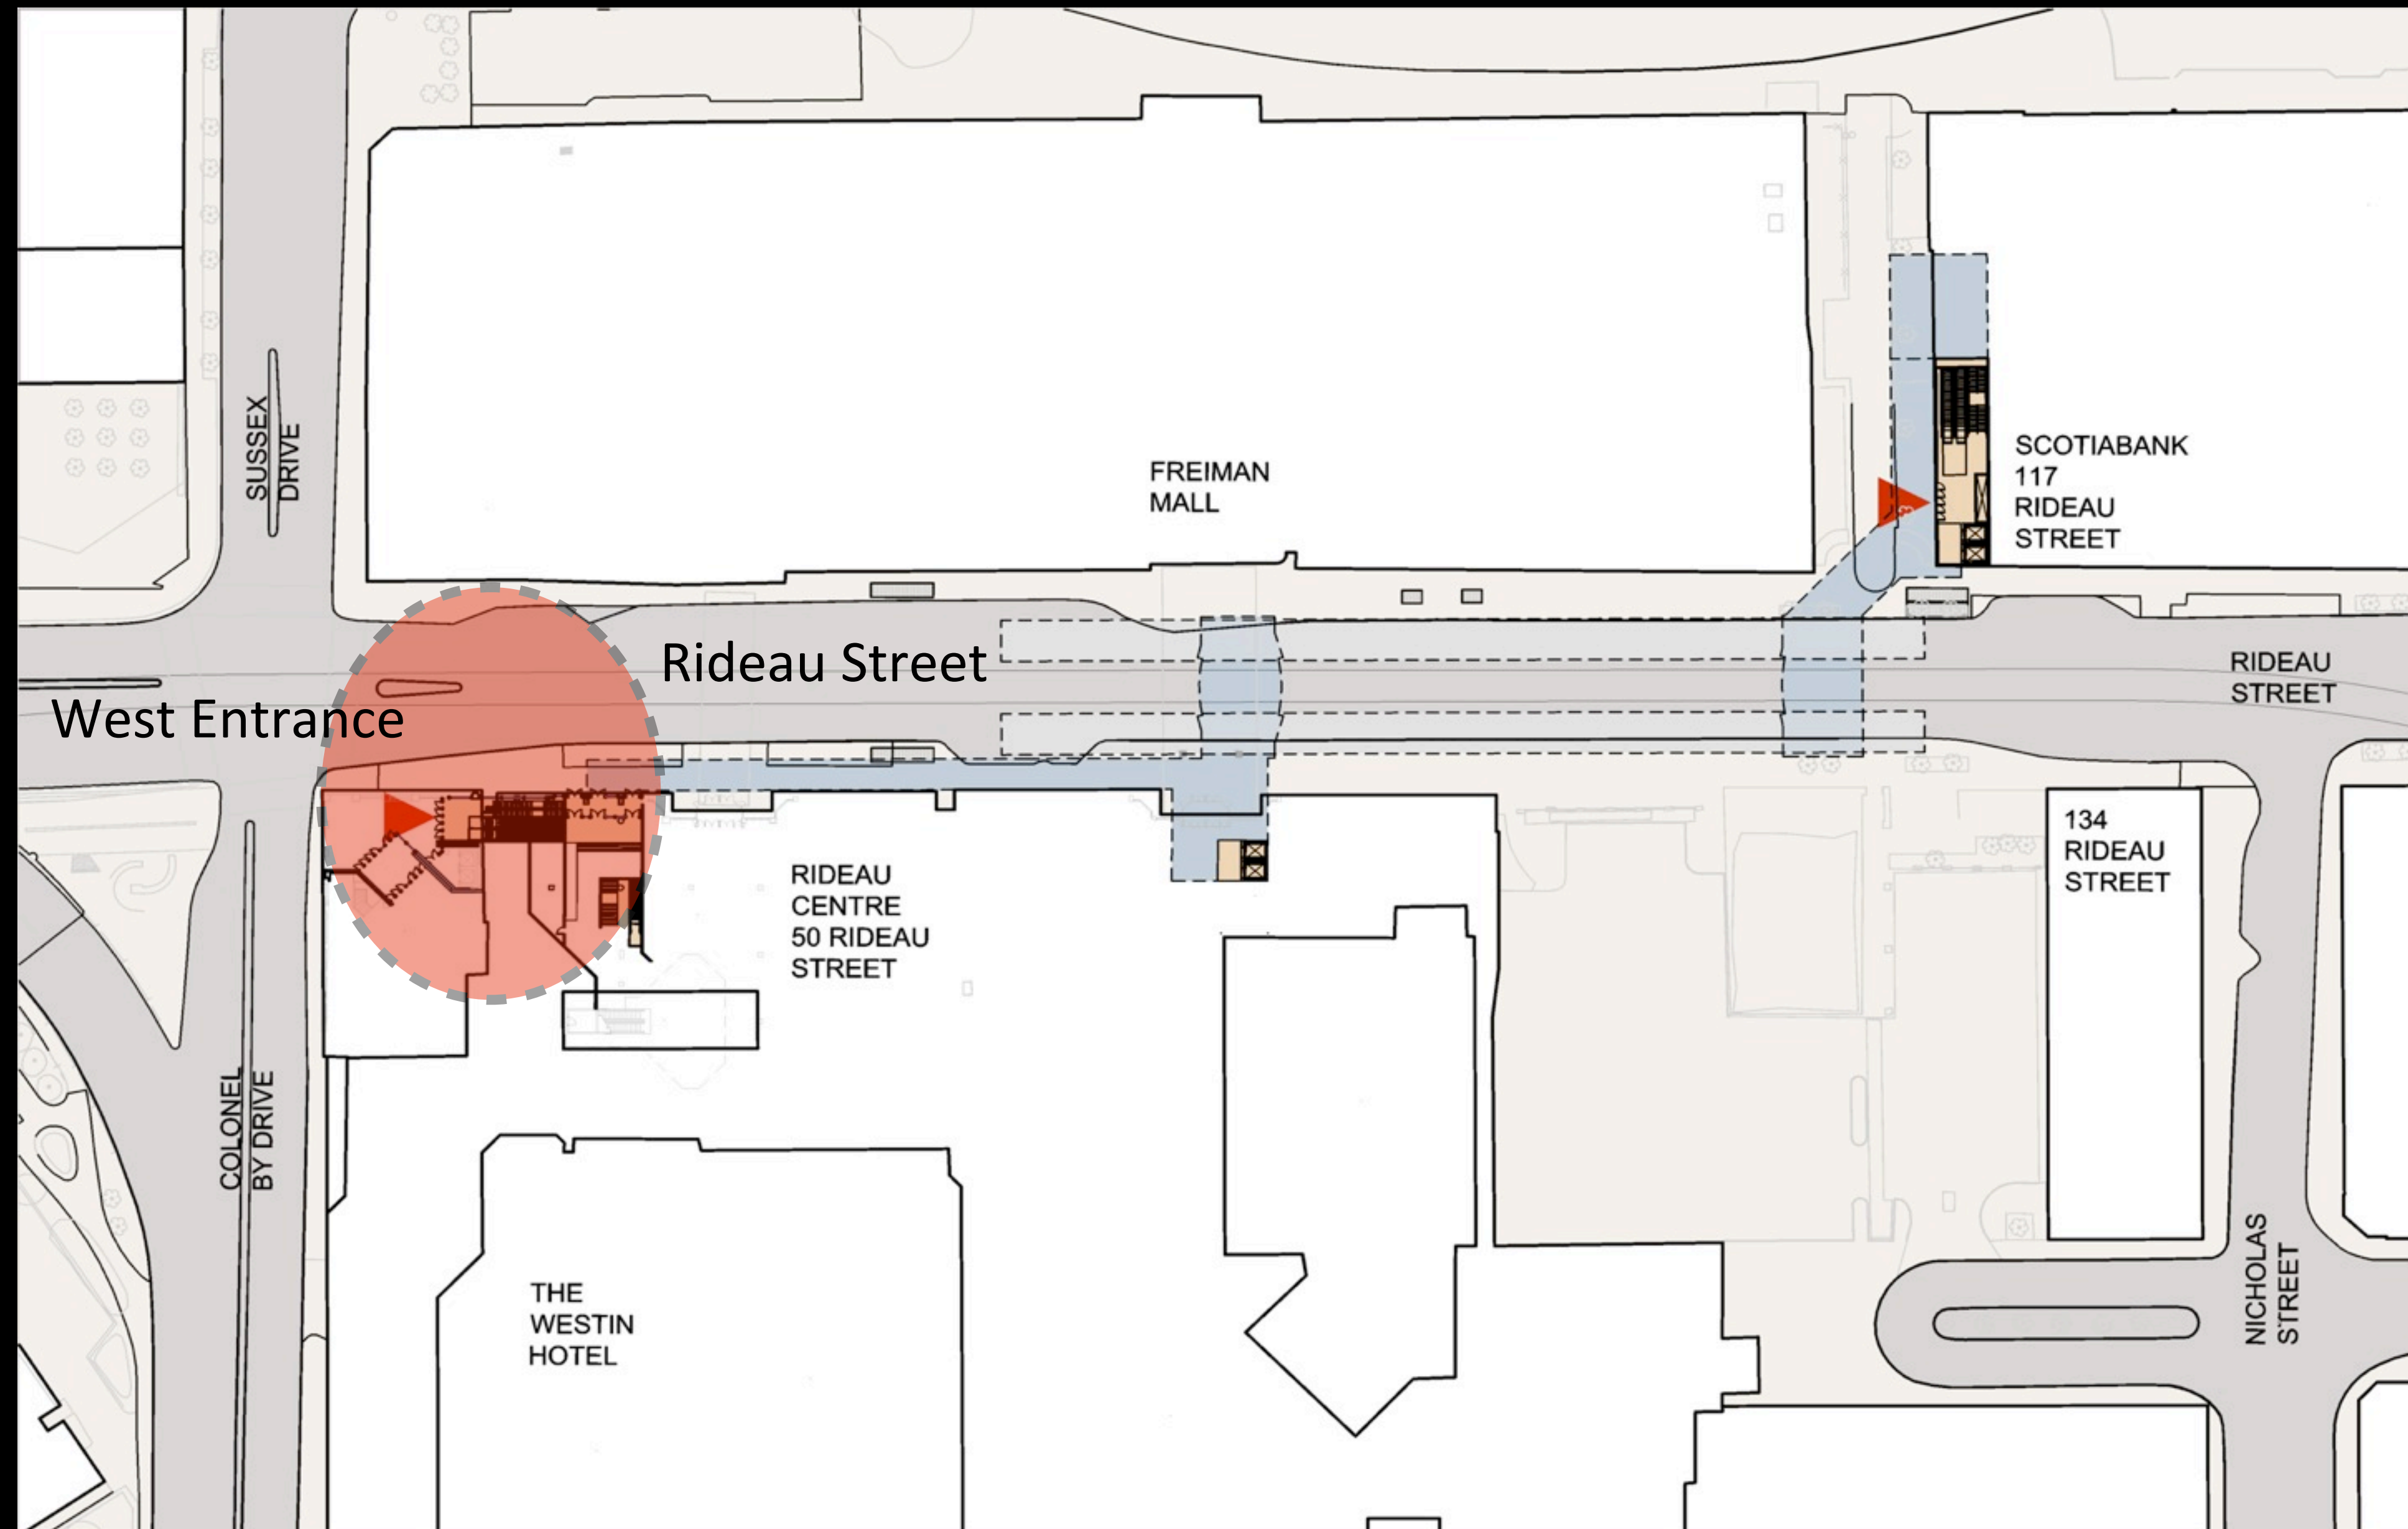 SUSSEX
DRIVE
FREIMAN
MALL
SCOTIABANK
117
RIDEAU
STREET
Rideau Street
RIDEAU
STREET
West Entrance
RIDEAU
CENTRE
50 RIDEAU
STREET
134
RIDEAU
STREET
COLONEL
BY DRIVE
THE
WESTIN
HOTEL
NICHOLAS
STREET